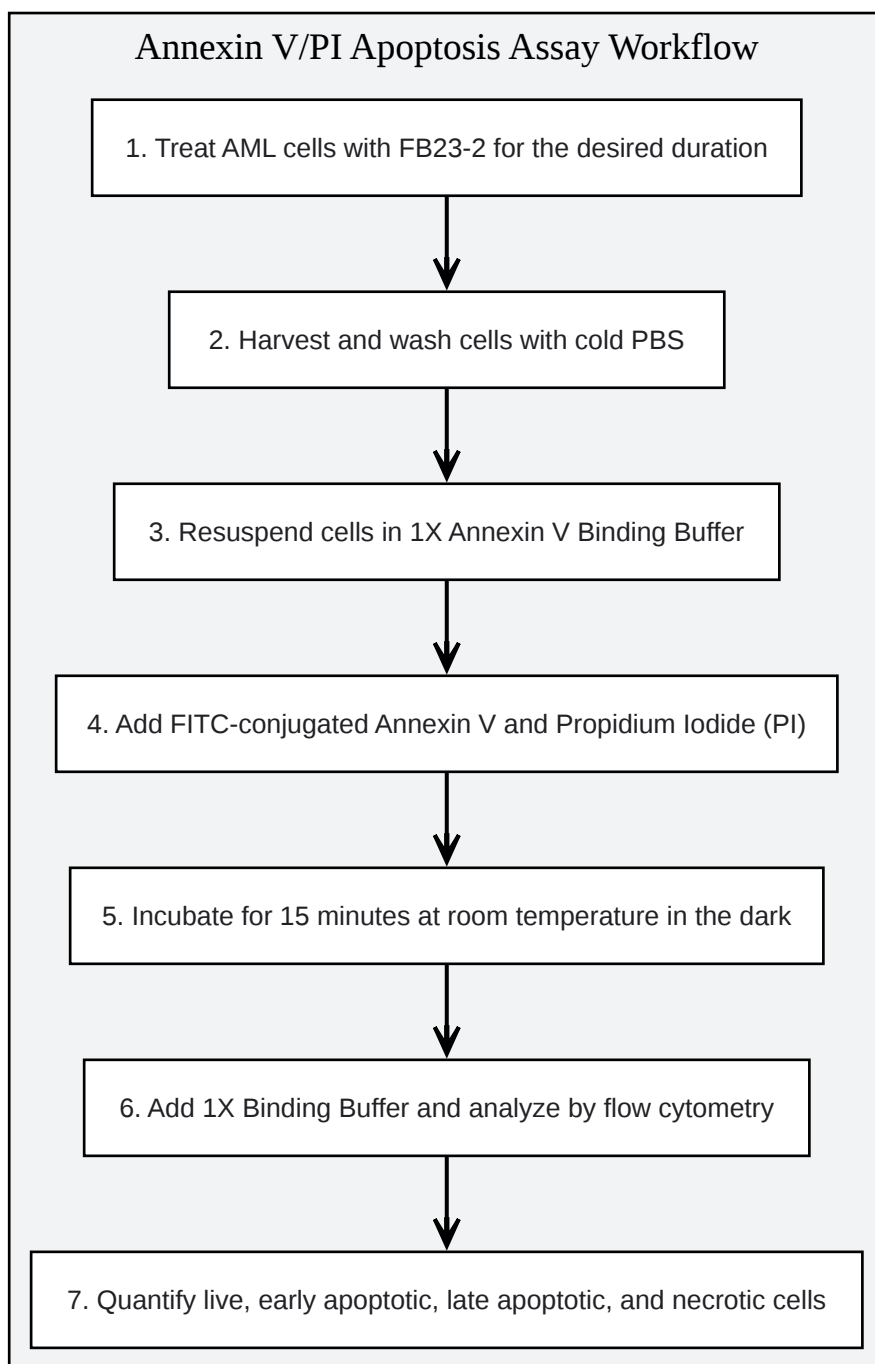 Annexin V/PI Apoptosis Assay Workflow
1. Treat AML cells with FB23-2 for the desired duration
2. Harvest and wash cells with cold PBS
3. Resuspend cells in 1X Annexin V Binding Buffer
4. Add FITC-conjugated Annexin V and Propidium Iodide (PI)
5. Incubate for 15 minutes at room temperature in the dark
6. Add 1X Binding Buffer and analyze by flow cytometry
7. Quantify live, early apoptotic, late apoptotic, and necrotic cells